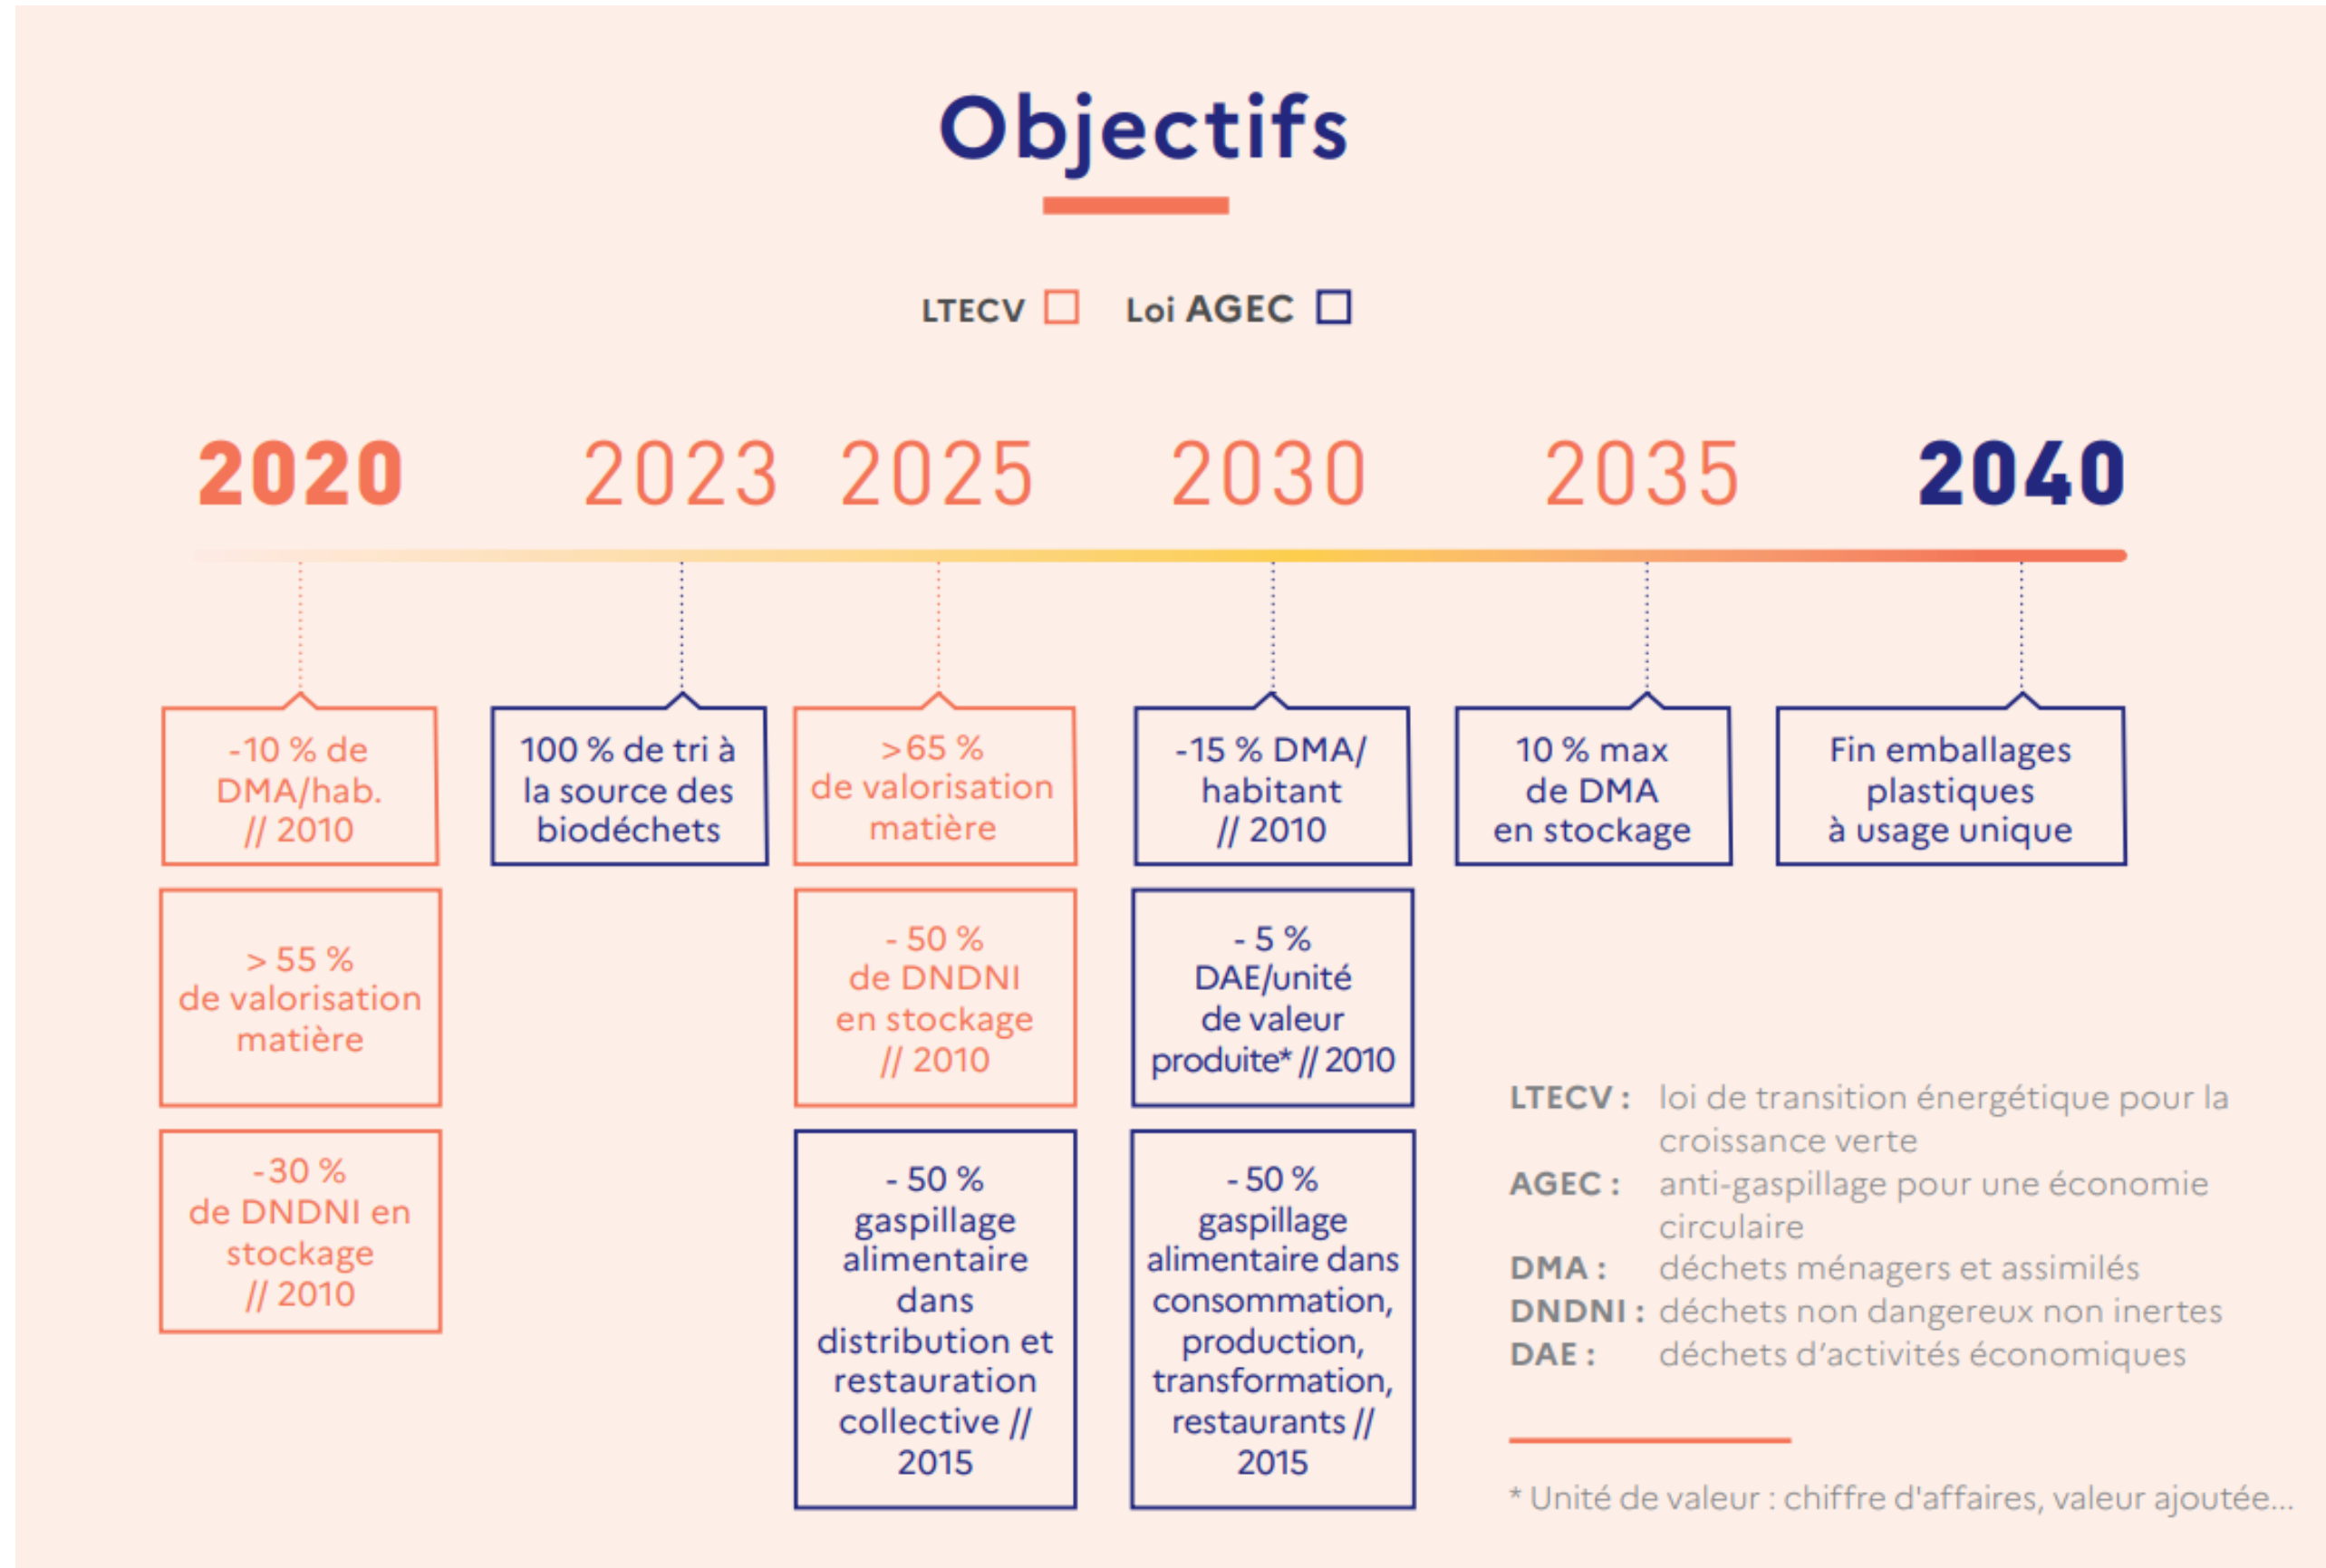 Objectifs
LTECV
Loi AGEC
2020
2023
2025
2030
2035
2040
-10 % de
DMA/hab.
// 2010
> 55 %
de valorisation
matière
-30 %
de DNDNI en
stockage
// 2010
100 % de tri à
la source des
biodéchets
>65 %
de valorisation
matière
- 50 %
de DNDNI
en stockage
// 2010
- 50 %
gaspillage
alimentaire
dans
distribution et
restauration
collective //
2015
-15 % DMA/
habitant
// 2010
- 5 %
DAE/unité
de valeur
produite* // 2010
- 50 %
gaspillage
alimentaire dans
consommation,
production,
transformation,
restaurants //
2015
10 % max
de DMA
en stockage
Fin emballages
plastiques
à usage unique
LTECV : loi de transition énergétique pour la
croissance verte
AGEC : anti-gaspillage pour une économie
circulaire
DMA : déchets ménagers et assimilés
DNDNI : déchets non dangereux non inertes
DAE : déchets d'activités économiques
* Unité de valeur : chiffre d'affaires, valeur ajoutée...